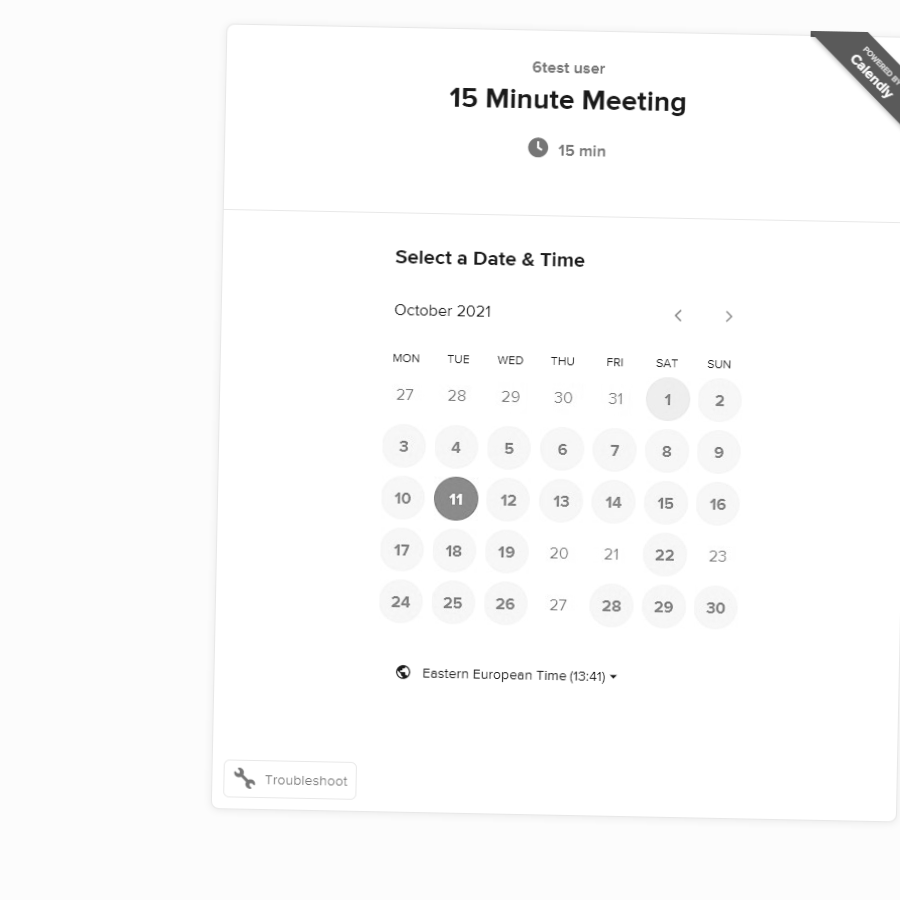 6test user
15 Minute Meeting
15 min
POWERED BY
Calendly
Select a Date & Time
October 2021
MON TUE WED THU FRI SAT SUN
27 28 29 30 31 1 2
3 4 5 6 7 8 9
10 11 12 13 14 15 16
17 18 19 20 21 22 23
24 25 26 27 28 29 30
Eastern European Time (13:41)
Troubleshoot